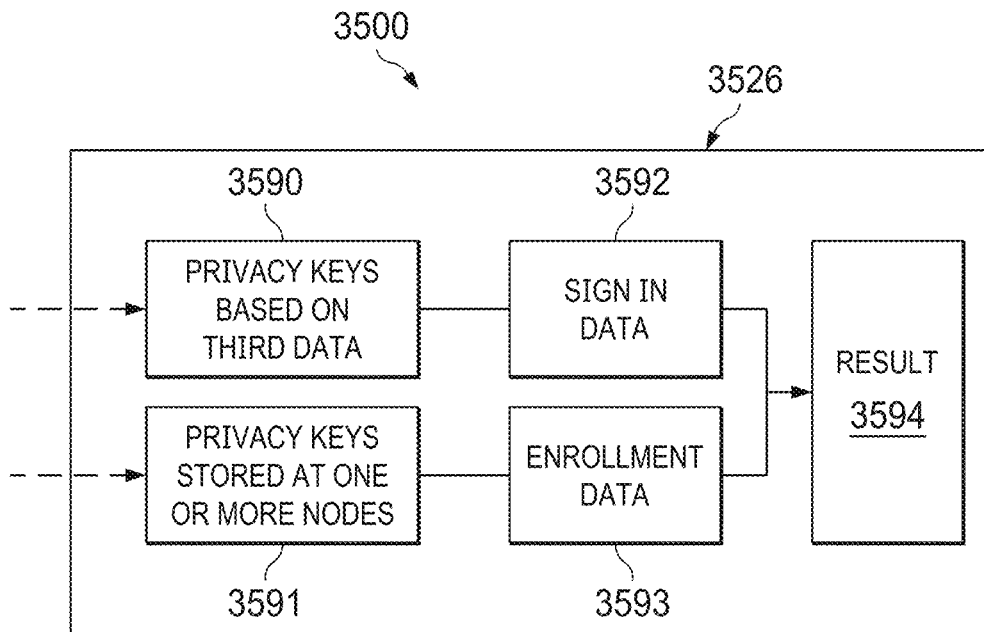 3500
3526
3590
3592
PRIVACY KEYS
BASED ON
THIRD DATA
SIGN IN
DATA
RESULT
3594
PRIVACY KEYS
STORED AT ONE
OR MORE NODES
ENROLLMENT
DATA
3591
3593